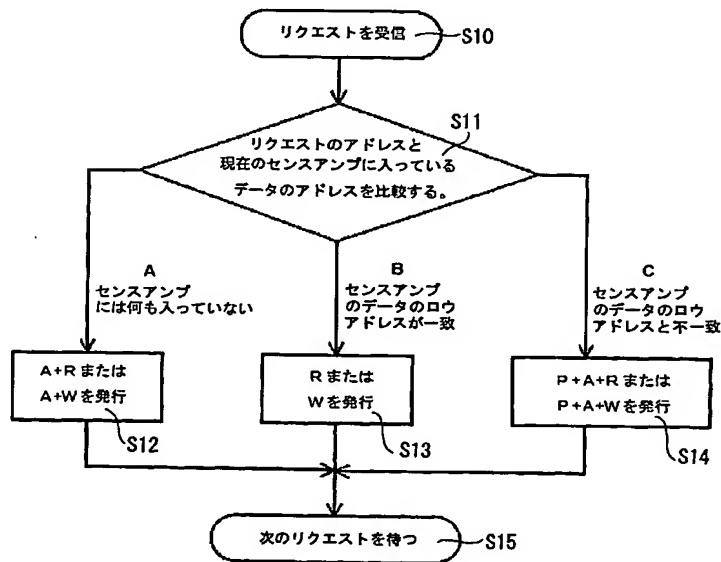 リクエストを受信
S10
S11
リクエストのアドレスと
現在のセンスアンプに入っている
データのアドレスを比較する。
A
センスアンプ
には何も入っていない
B
センスアンプ
のデータのロウ
アドレスが一致
C
センスアンプ
のデータのロウ
アドレスと不一致
A+R または
A+W を発行
S12
R または
W を発行
S13
P+A+R または
P+A+W を発行
S14
次のリクエストを待つ
S15